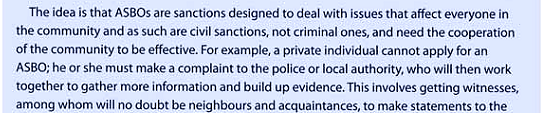 The idea is that ASBOs are sanctions designed to deal with issues that affect everyone in
the community and as such are civil sanctions, not criminal ones, and need the cooperation
of the community to be effective. For example, a private individual cannot apply for an
ASBO; he or she must make a complaint to the police or local authority, who will then work
together to gather more information and build up evidence. This involves getting witnesses,
among whom will no doubt be neighbours and acquaintances, to make statements to the